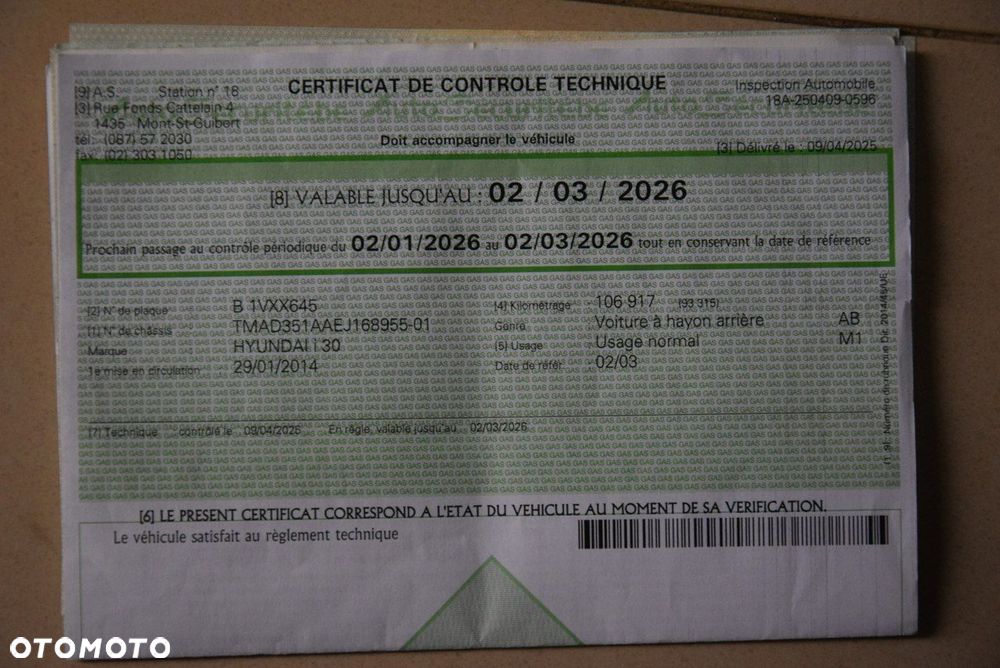 CERTIFICAT DE CONTROLE TECHNIQUE
[9] A.S. Station n° 18
[3] Rue Fonds Cattelain 4
1435 Mont-St-Guibert
tél: (087) 57 2030
fax: (02) 303 1050
Inspection Automobile
18A-250409-0596
Doit accompagner le véhicule
[3] Délivré le : 09/04/2025
[8] VALABLE JUSQU'AU : 02 / 03 / 2026
Prochain passage au contrôle périodique du 02/01/2026 au 02/03/2026 tout en conservant la date de référence
[2] N° de plaque B 1VXX645
[4] Kilométrage : 106 917 (93 315)
[1] N° de châssis TMAD351AAEJ168955-01
Genre : Voiture à hayon arrière AB
Marque HYUNDAI i 30
[5] Usage : Usage normal M1
1e mise en circulation : 29/01/2014
Date de référ. : 02/03
[7] Technique : contrôlé le : 09/04/2025 En règle, valable jusqu'au : 02/03/2026
[6] LE PRESENT CERTIFICAT CORRESPOND A L'ETAT DU VEHICULE AU MOMENT DE SA VERIFICATION.
Le véhicule satisfait au règlement technique
OTOMOTO